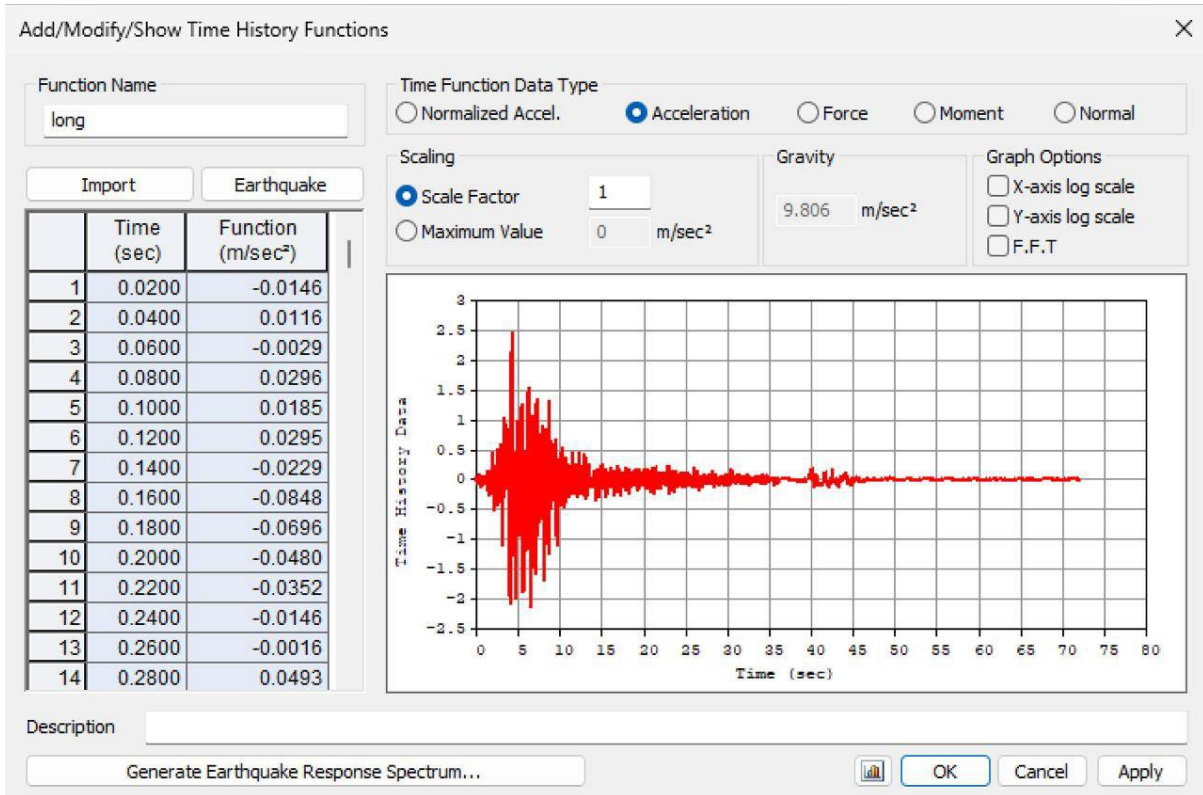 Add/Modify/Show Time History Functions
Function Name
long
Import Earthquake
Time Function Data Type
Normalized Accel. Acceleration Force Moment Normal
Scaling
Scale Factor 1
Maximum Value 0 m/sec²
Gravity
9.806 m/sec²
Graph Options
X-axis log scale
Y-axis log scale
F.F.T
Time Function
(sec) (m/sec²)
1 0.0200 -0.0146
2 0.0400 0.0116
3 0.0600 -0.0029
4 0.0800 0.0296
5 0.1000 0.0185
6 0.1200 0.0295
7 0.1400 -0.0229
8 0.1600 -0.0848
9 0.1800 -0.0696
10 0.2000 -0.0480
11 0.2200 -0.0352
12 0.2400 -0.0146
13 0.2600 -0.0016
14 0.2800 0.0493
Time History Data
3
2.5
2
1.5
1
0.5
0
-0.5
-1
-1.5
-2
-2.5
0 5 10 15 20 25 30 35 40 45 50 55 60 65 70 75 80
Time (sec)
Description
Generate Earthquake Response Spectrum... OK Cancel Apply